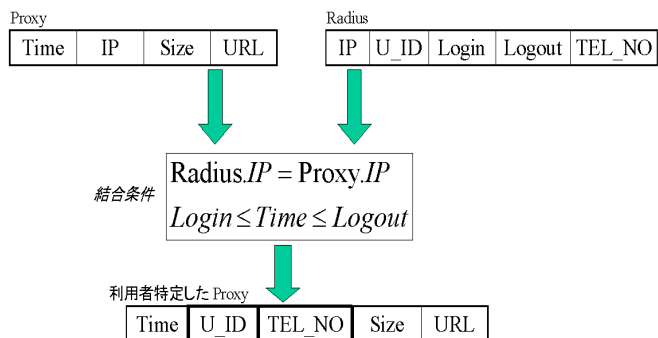 Proxy
Time IP Size URL
Radius
IP U_ID Login Logout TEL_NO
結合条件
Radius.IP = Proxy.IP
Login ≤ Time ≤ Logout
利用者特定した Proxy
Time U_ID TEL_NO Size URL